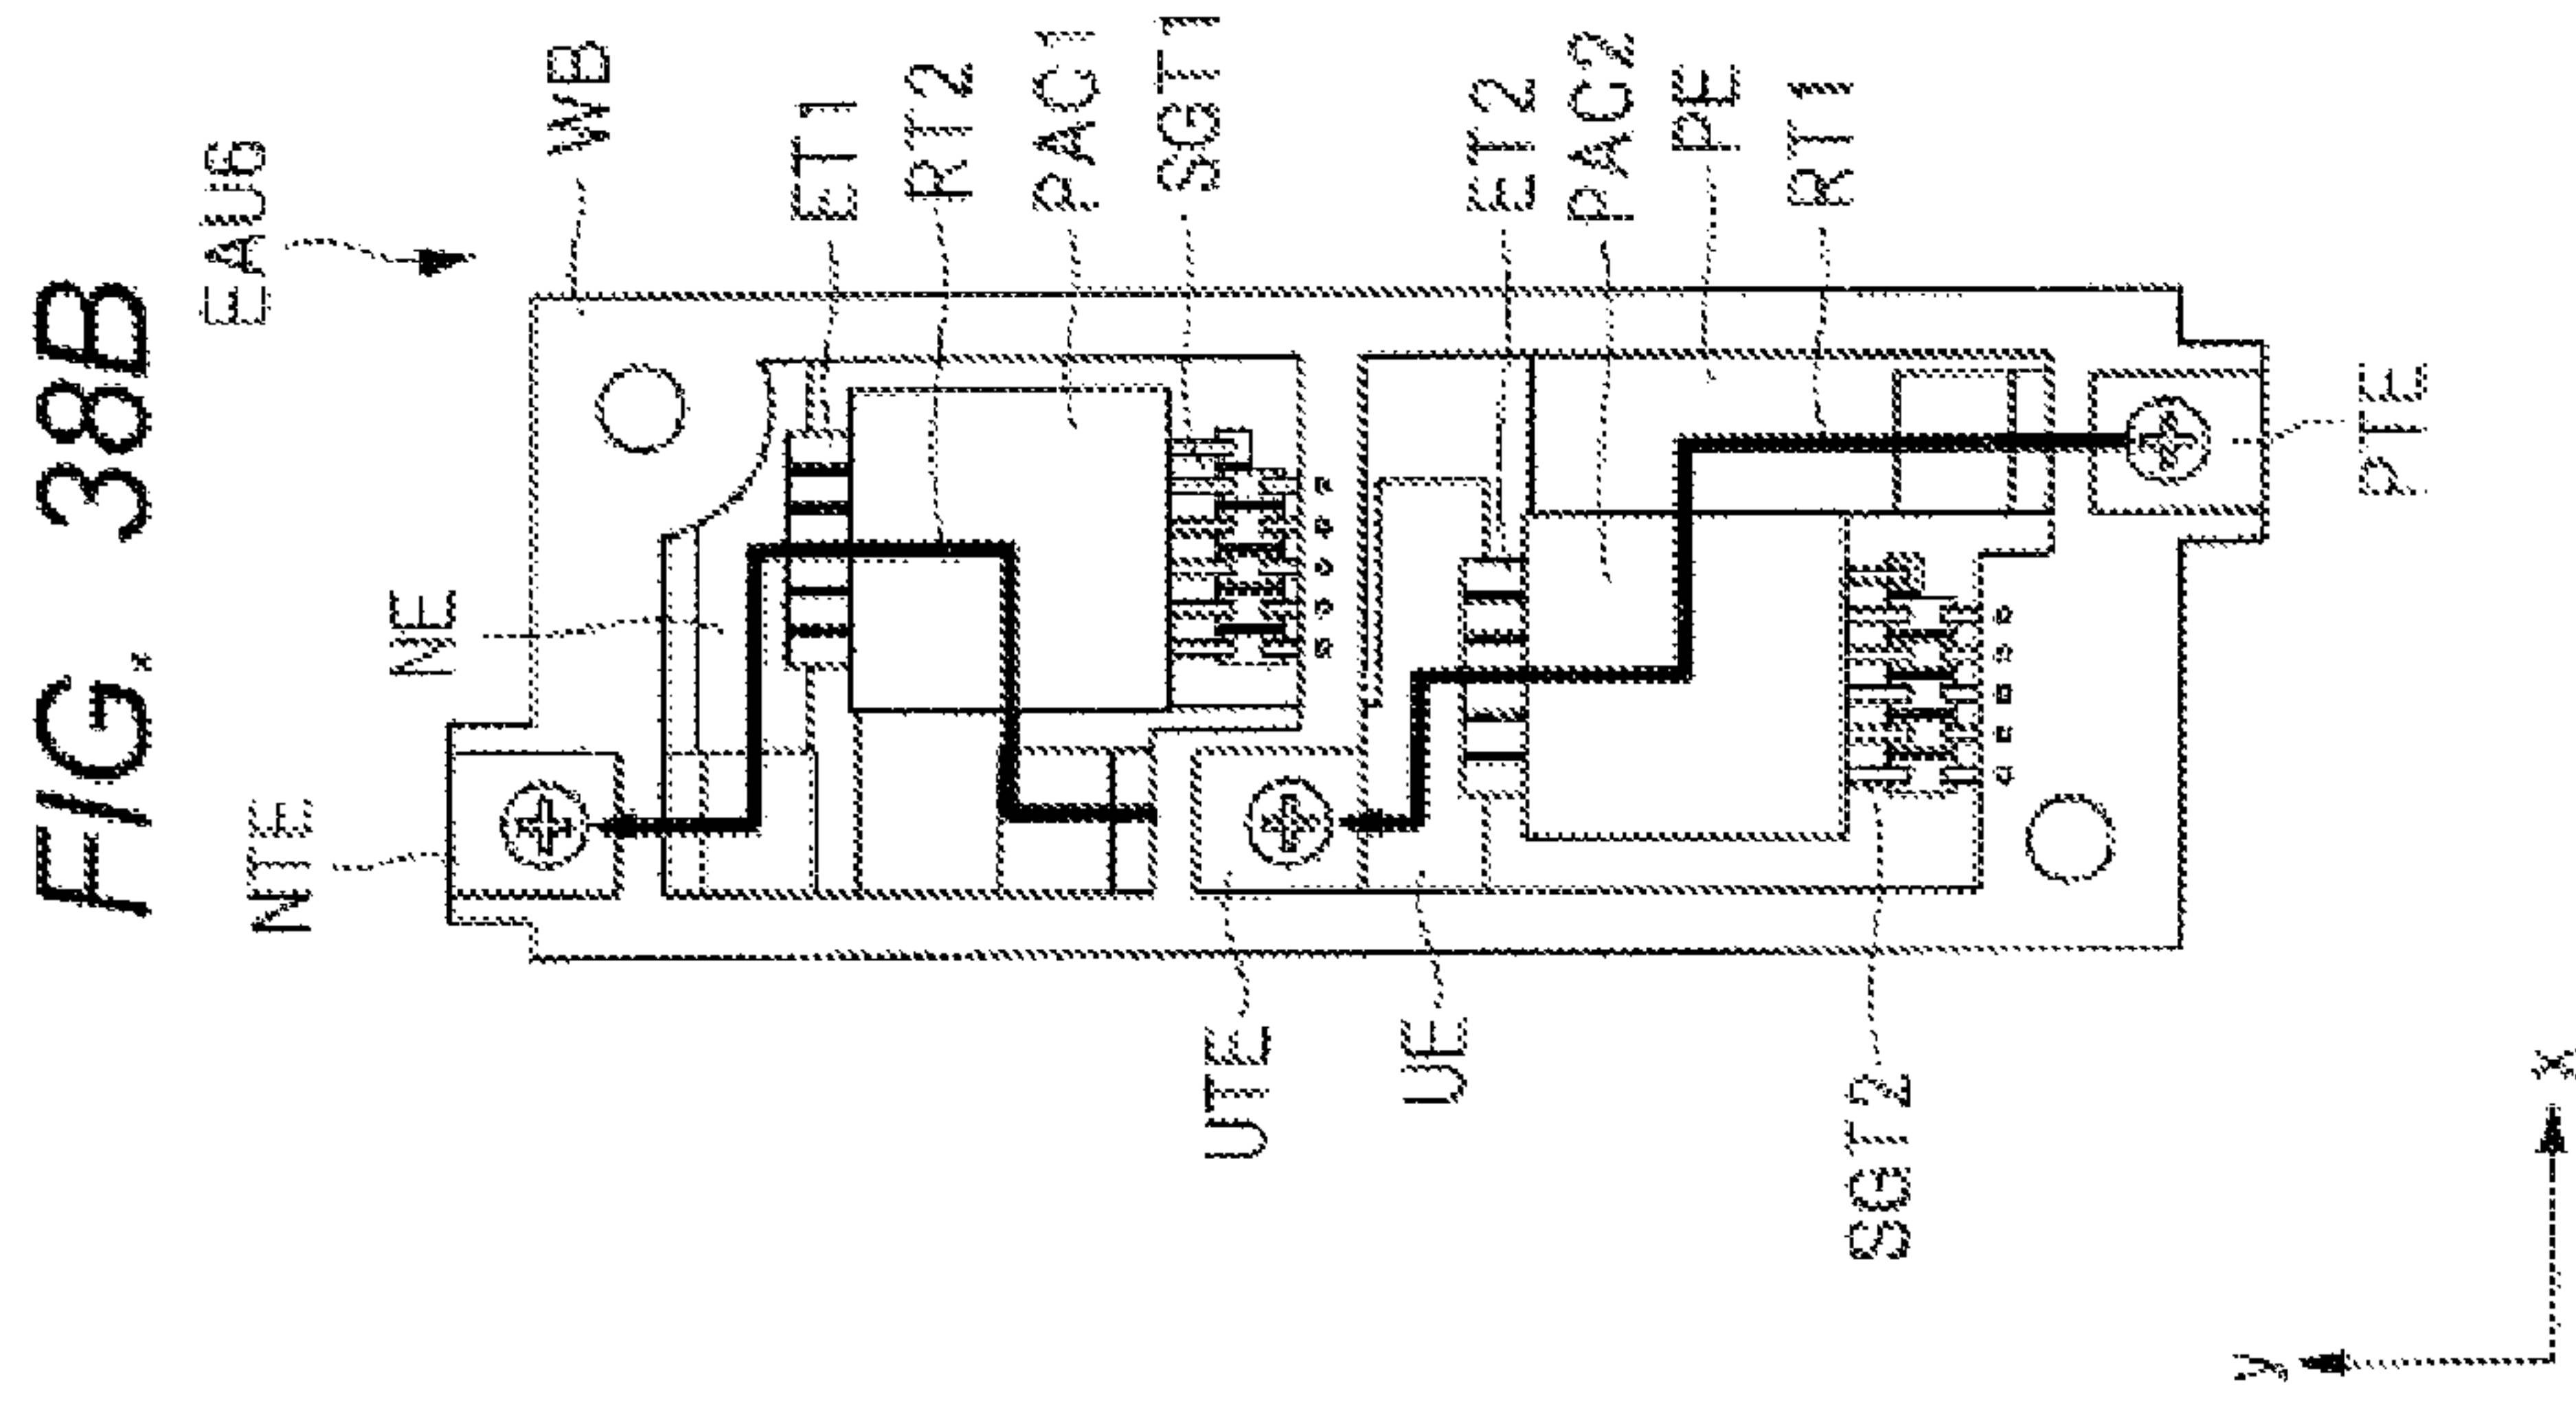 FIG. 38B
EAU6
WB
NTE
NE
ET1
RT2
PAC1
SGT1
UTE
UE
ET2
PAC2
PE
RT1
SGT2
PTE
y
x